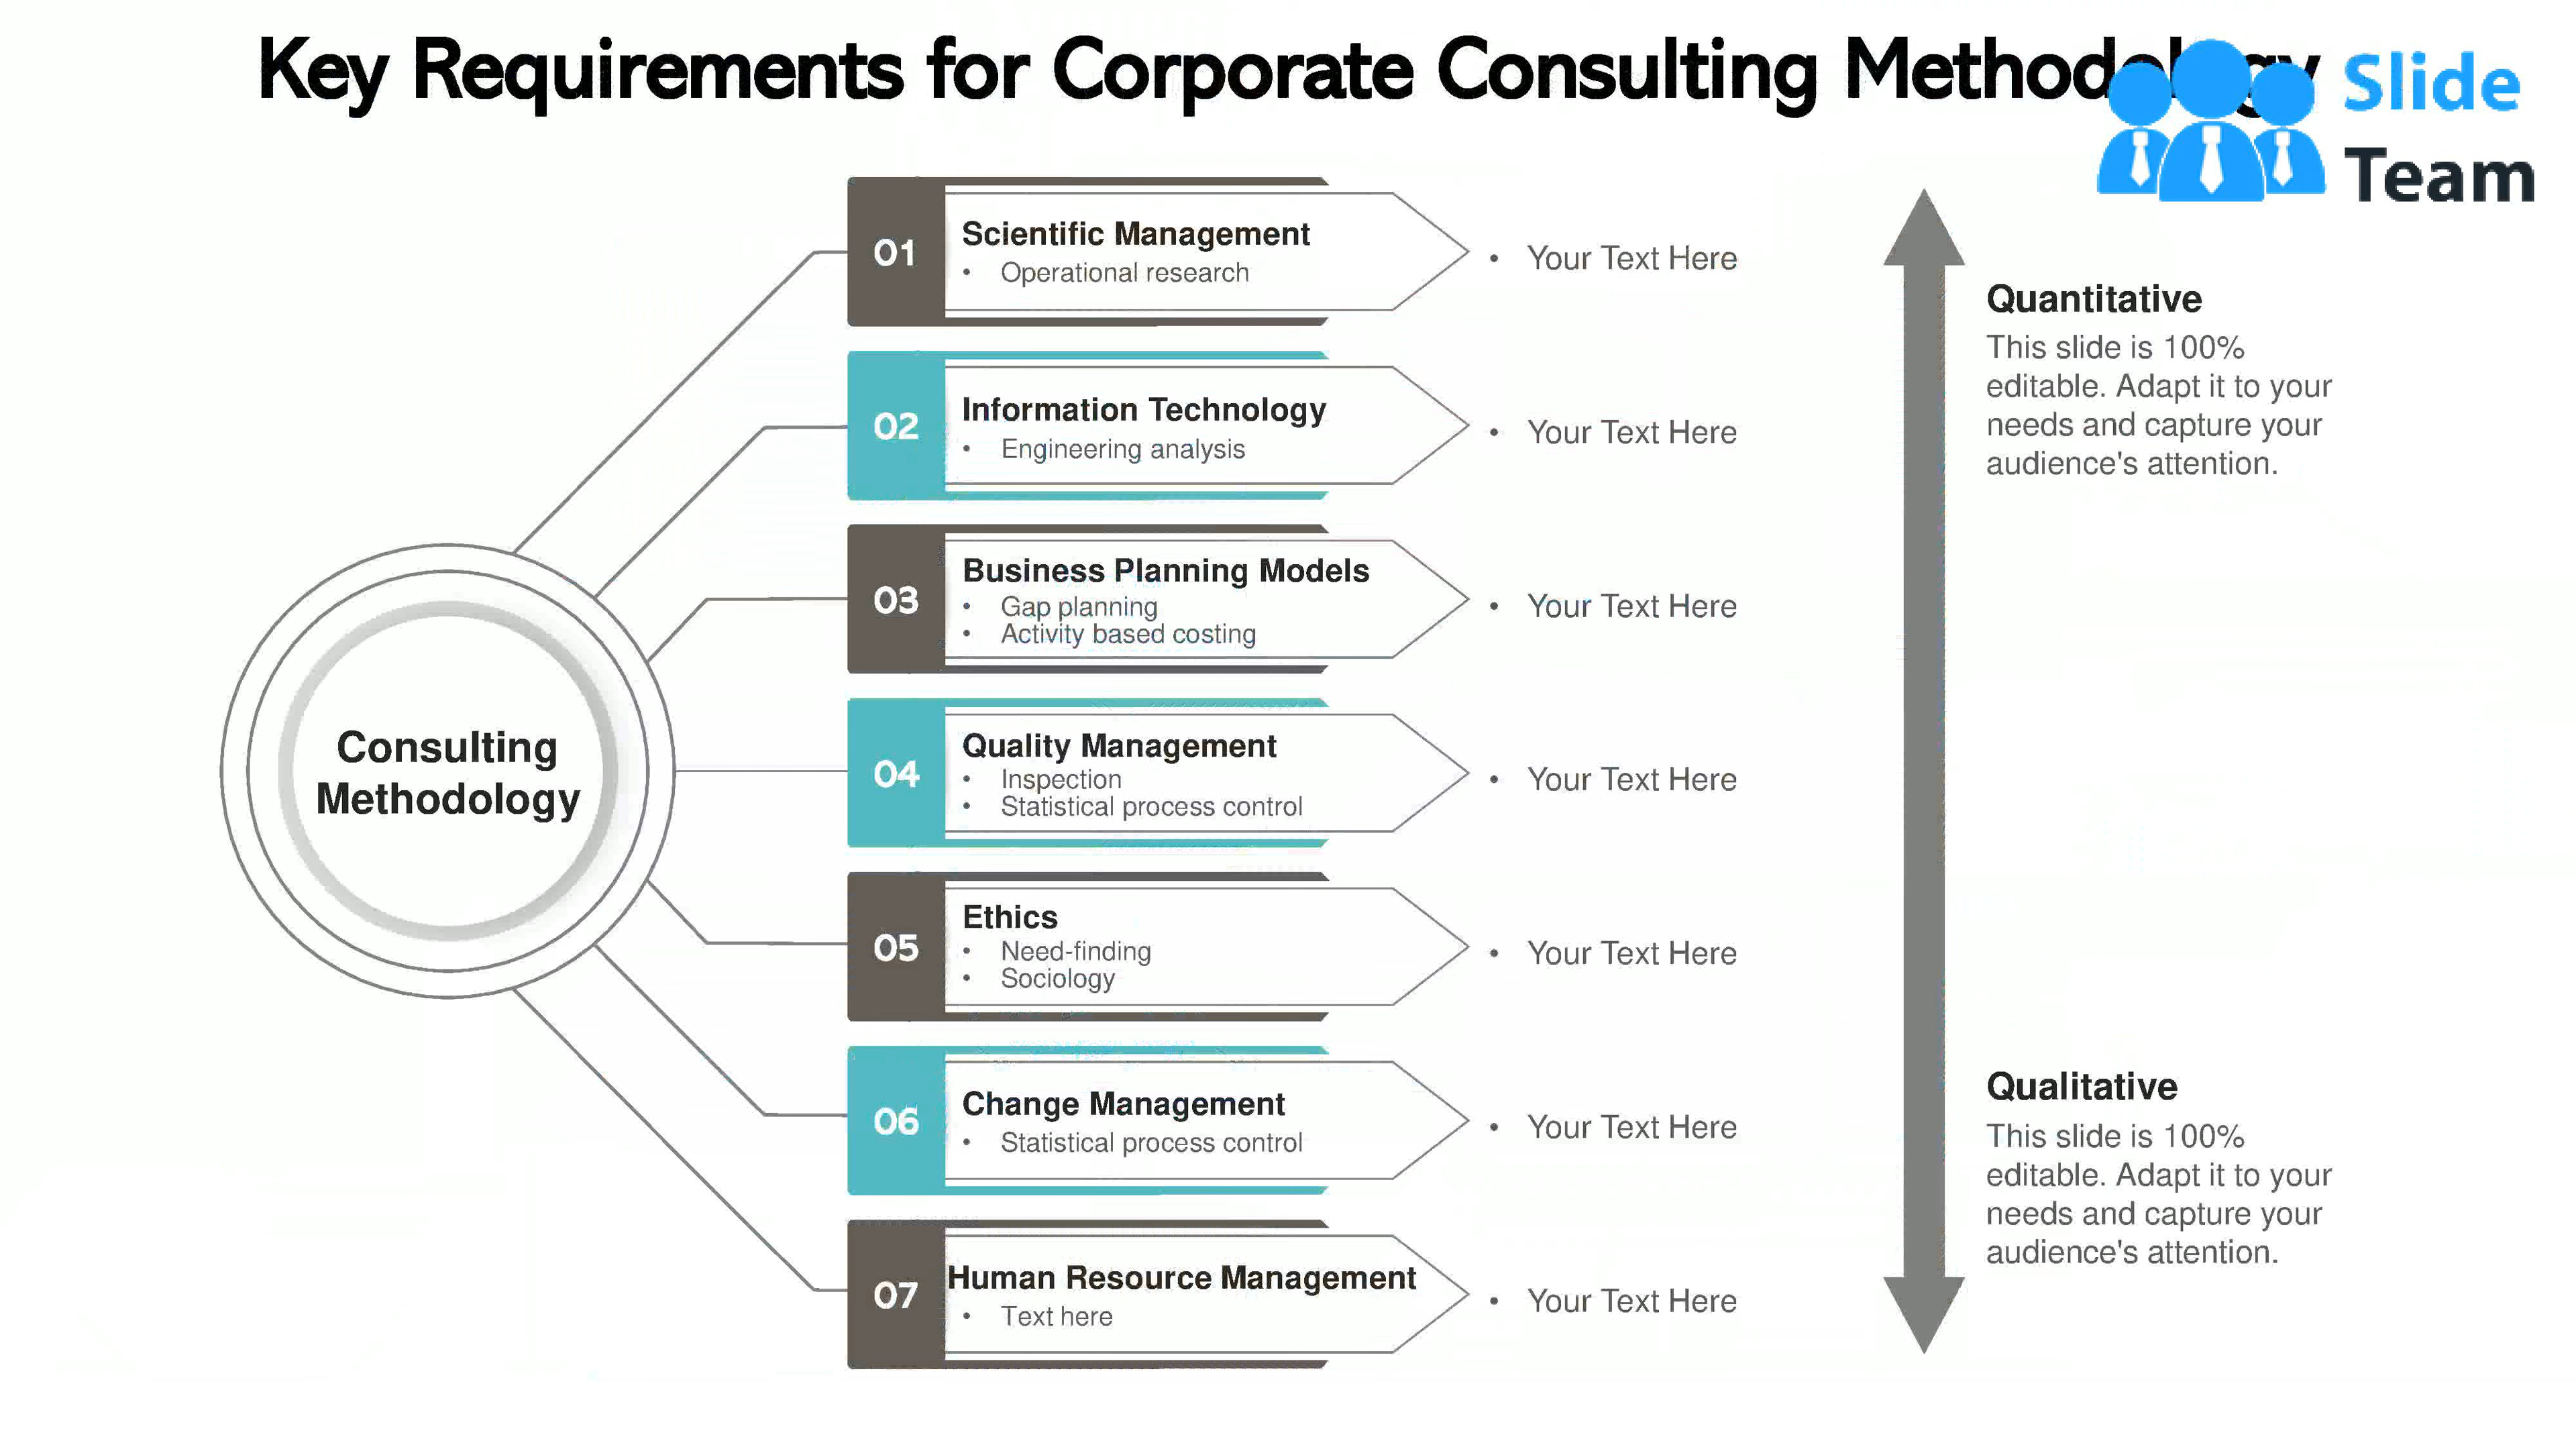 Key Requirements for Corporate Consulting Methodology
Slide
Team
Consulting
Methodology
01
Scientific Management
• Operational research
• Your Text Here
02
Information Technology
• Engineering analysis
• Your Text Here
03
Business Planning Models
• Gap planning
• Activity based costing
• Your Text Here
04
Quality Management
• Inspection
• Statistical process control
• Your Text Here
05
Ethics
• Need-finding
• Sociology
• Your Text Here
06
Change Management
• Statistical process control
• Your Text Here
07
Human Resource Management
• Text here
• Your Text Here
Quantitative
This slide is 100%
editable. Adapt it to your
needs and capture your
audience's attention.
Qualitative
This slide is 100%
editable. Adapt it to your
needs and capture your
audience's attention.